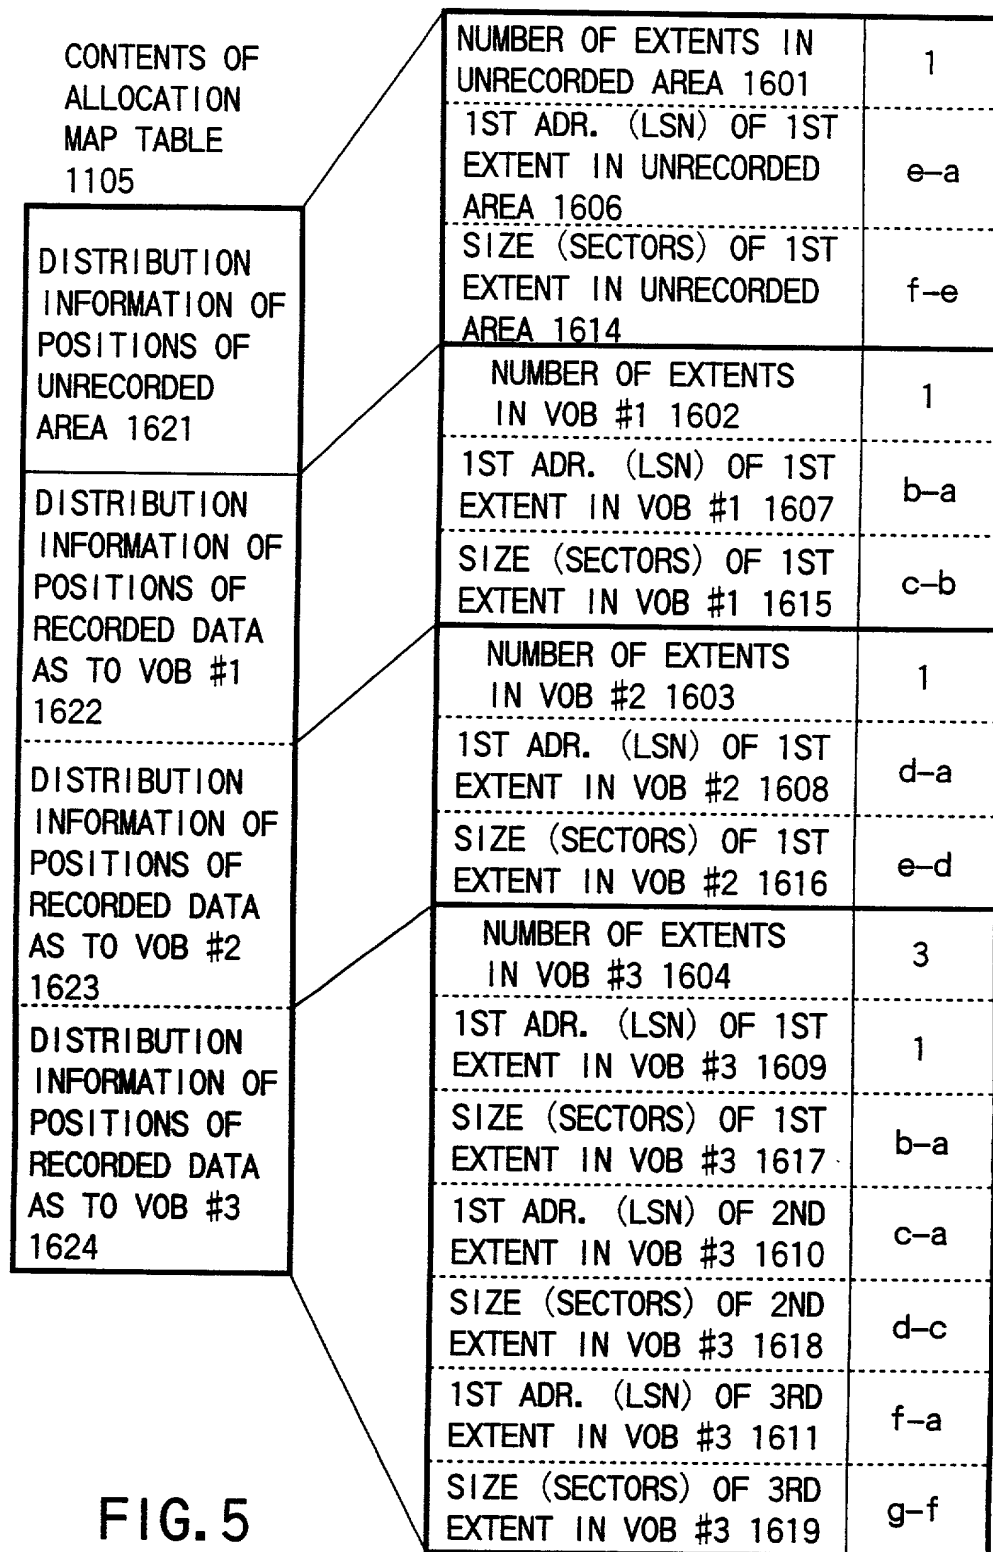 CONTENTS OF
ALLOCATION
MAP TABLE
1105
DISTRIBUTION
INFORMATION OF
POSITIONS OF
UNRECORDED
AREA 1621
DISTRIBUTION
INFORMATION OF
POSITIONS OF
RECORDED DATA
AS TO VOB #1
1622
DISTRIBUTION
INFORMATION OF
POSITIONS OF
RECORDED DATA
AS TO VOB #2
1623
DISTRIBUTION
INFORMATION OF
POSITIONS OF
RECORDED DATA
AS TO VOB #3
1624
NUMBER OF EXTENTS IN
UNRECORDED AREA 1601
1
1ST ADR. (LSN) OF 1ST
EXTENT IN UNRECORDED
AREA 1606
e-a
SIZE (SECTORS) OF 1ST
EXTENT IN UNRECORDED
AREA 1614
f-e
NUMBER OF EXTENTS
IN VOB #1 1602
1
1ST ADR. (LSN) OF 1ST
EXTENT IN VOB #1 1607
b-a
SIZE (SECTORS) OF 1ST
EXTENT IN VOB #1 1615
c-b
NUMBER OF EXTENTS
IN VOB #2 1603
1
1ST ADR. (LSN) OF 1ST
EXTENT IN VOB #2 1608
d-a
SIZE (SECTORS) OF 1ST
EXTENT IN VOB #2 1616
e-d
NUMBER OF EXTENTS
IN VOB #3 1604
3
1ST ADR. (LSN) OF 1ST
EXTENT IN VOB #3 1609
1
SIZE (SECTORS) OF 1ST
EXTENT IN VOB #3 1617
b-a
1ST ADR. (LSN) OF 2ND
EXTENT IN VOB #3 1610
c-a
SIZE (SECTORS) OF 2ND
EXTENT IN VOB #3 1618
d-c
1ST ADR. (LSN) OF 3RD
EXTENT IN VOB #3 1611
f-a
SIZE (SECTORS) OF 3RD
EXTENT IN VOB #3 1619
g-f
FIG. 5